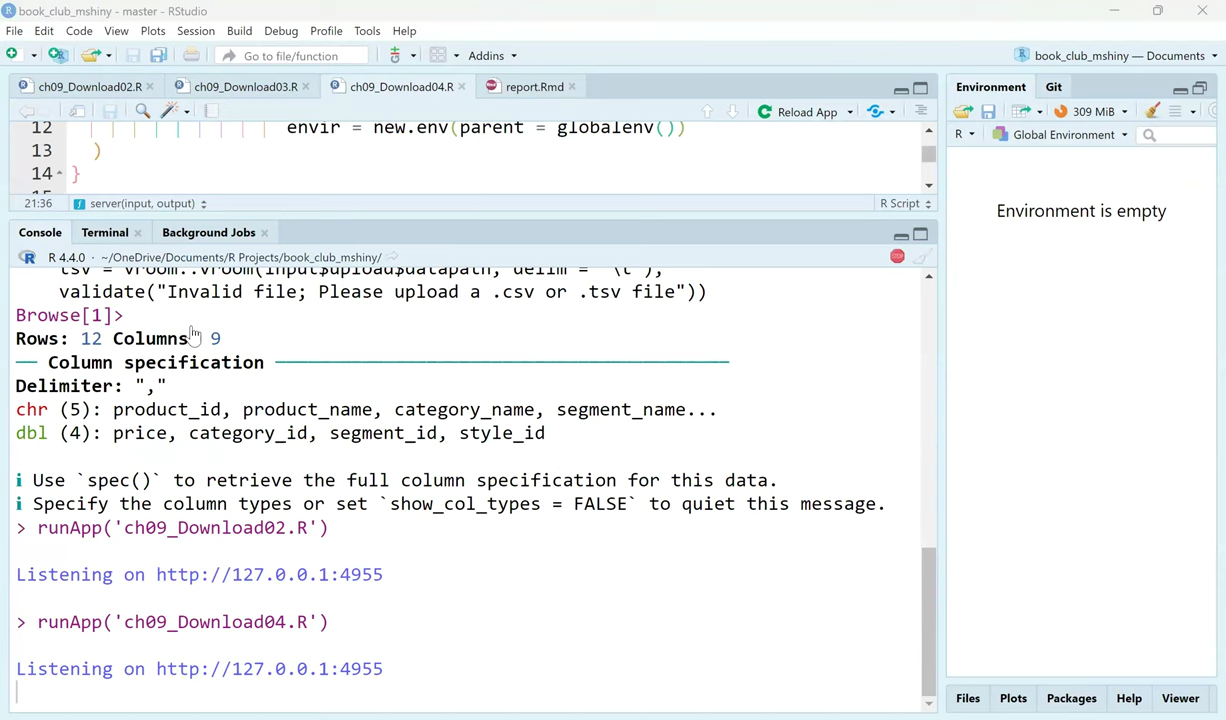 book_club_mshiny - master - RStudio
File Edit Code View Plots Session Build Debug Profile Tools Help
Go to file/function Addins book_club_mshiny — Documents
ch09_Download02.R ch09_Download03.R ch09_Download04.R report.Rmd Environment Git
Reload App 309 MiB
R Global Environment
12 envir = new.env(parent = globalenv())
13 )
14 }
21:36 server(input, output) R Script
Environment is empty
Console Terminal Background Jobs
R 4.4.0 · ~/OneDrive/Documents/R Projects/book_club_mshiny/
tsv = vroom::vroom(input$upload$datapath, delim = "\t"),
validate("Invalid file; Please upload a .csv or .tsv file"))
Browse[1]>
Rows: 12 Columns 9
Column specification
Delimiter: ","
chr (5): product_id, product_name, category_name, segment_name...
dbl (4): price, category_id, segment_id, style_id
ℹ Use `spec()` to retrieve the full column specification for this data.
ℹ Specify the column types or set `show_col_types = FALSE` to quiet this message.
> runApp('ch09_Download02.R')
Listening on http://127.0.0.1:4955
> runApp('ch09_Download04.R')
Listening on http://127.0.0.1:4955
Files Plots Packages Help Viewer